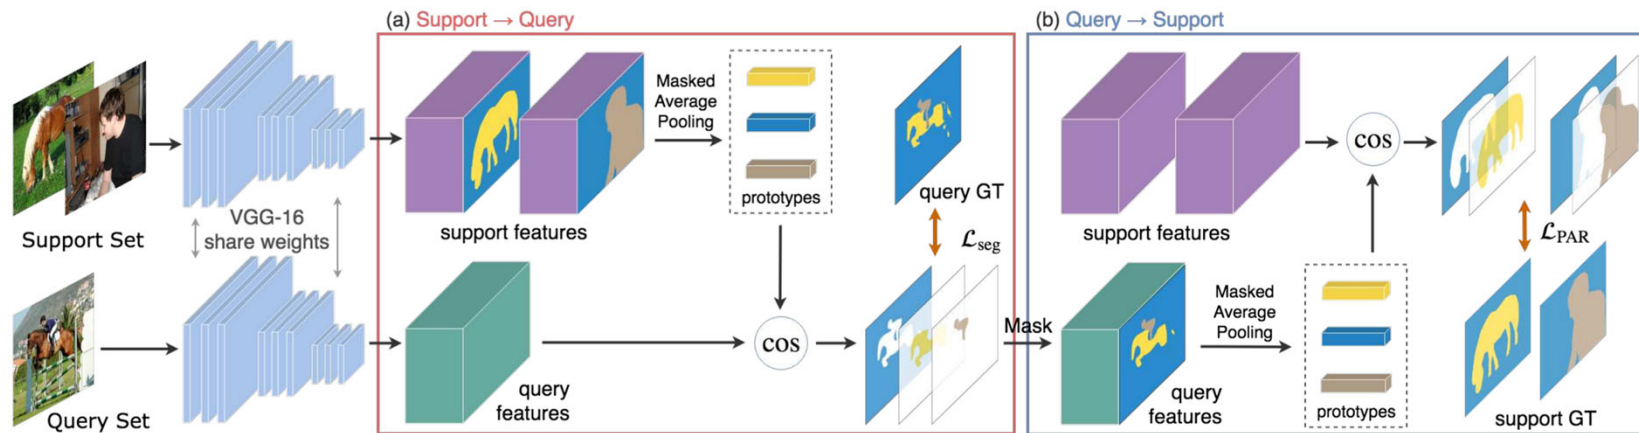 (a) Support → Query
(b) Query → Support
Support Set
VGG-16
share weights
Query Set
support features
Masked
Average
Pooling
prototypes
query GT
ℒseg
query
features
cos
Mask
support features
cos
ℒPAR
query
features
Masked
Average
Pooling
prototypes
support GT